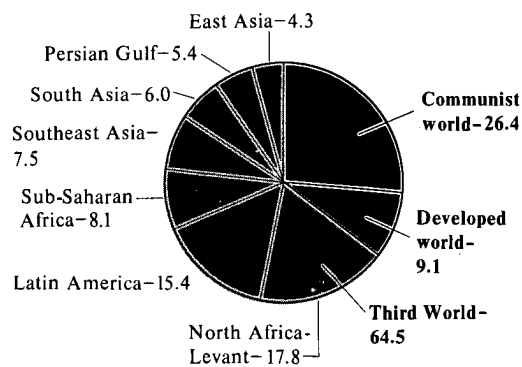 East Asia–4.3
Persian Gulf–5.4
South Asia–6.0
Southeast Asia–
7.5
Sub-Saharan
Africa–8.1
Latin America–15.4
North Africa-
Levant–17.8
Communist
world–26.4
Developed
world–
9.1
Third World–
64.5